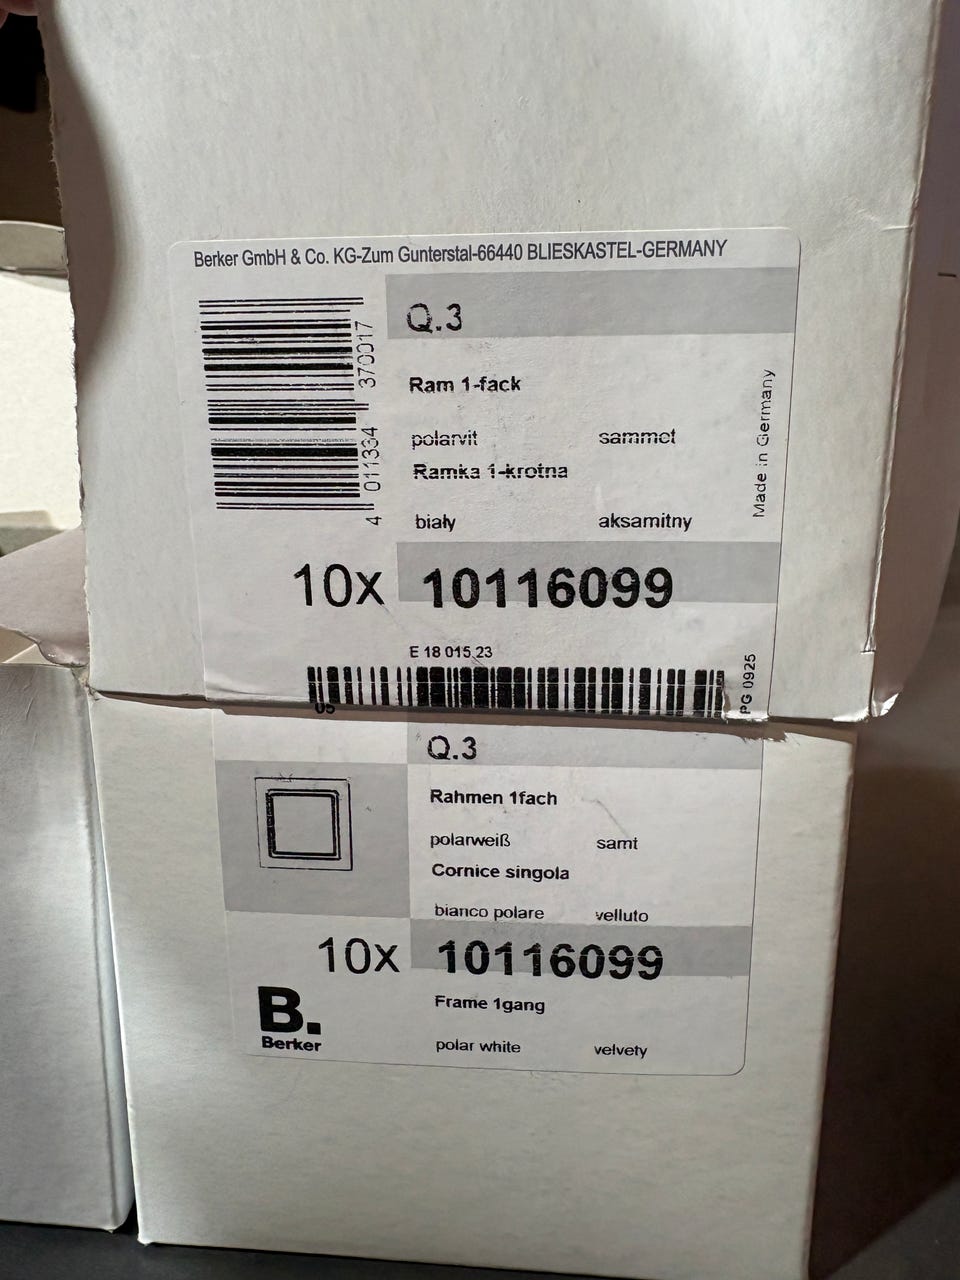 Berker GmbH & Co. KG-Zum Gunterstal-66440 BLIESKASTEL-GERMANY
4 011334 370017
Q.3
Ram 1-fack
polarvit sammet
Ramka 1-krotna
biały aksamitny
Made in Germany
10x 10116099
E 18 015 23
05
PG 0925
Q.3
Rahmen 1fach
polarweiß samt
Cornice singola
bianco polare velluto
10x 10116099
B.
Berker
Frame 1gang
polar white velvety